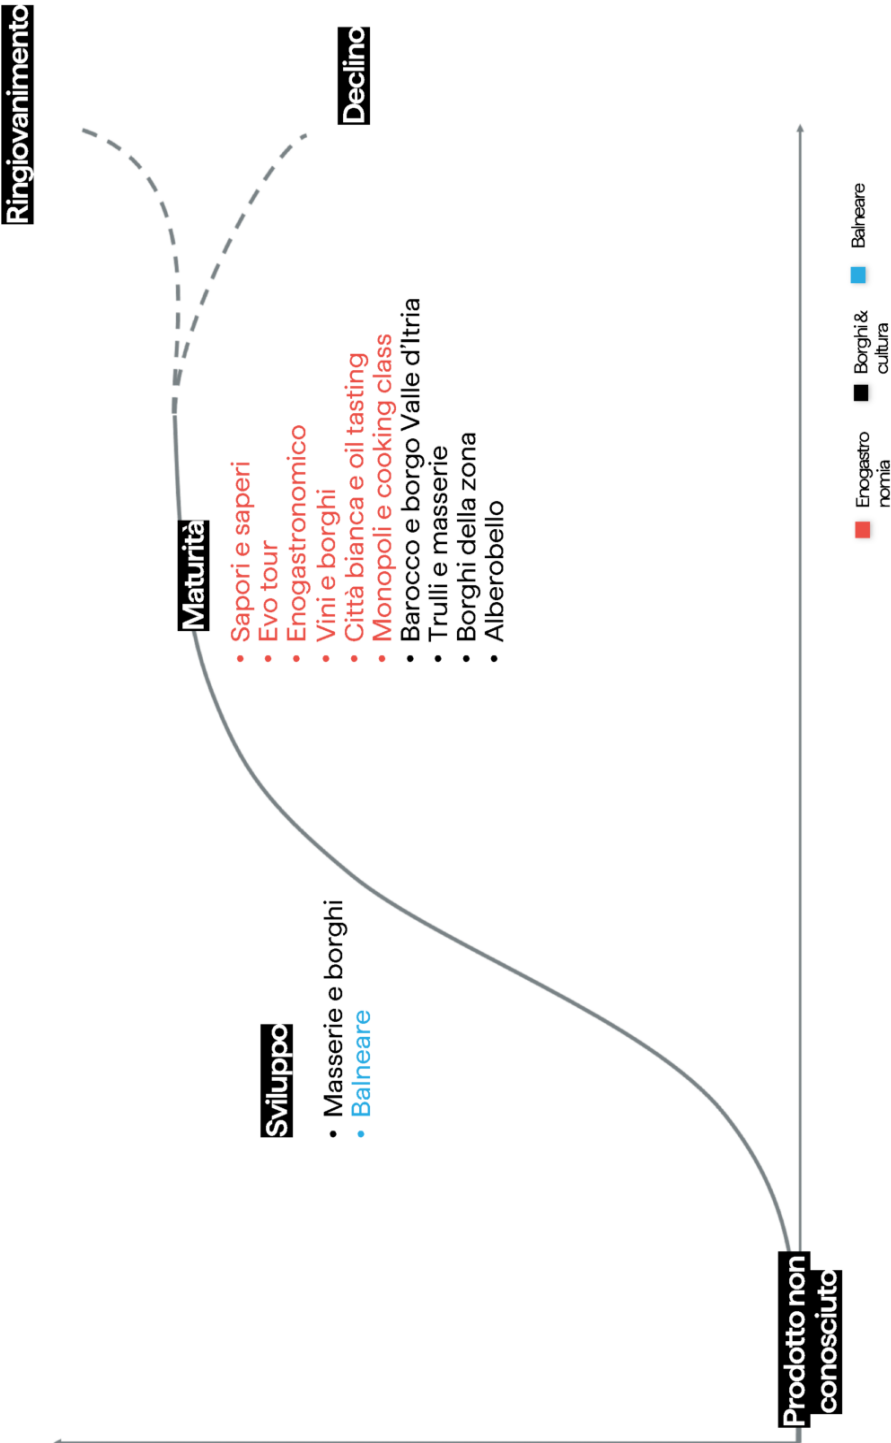 Ringiovanimento
Declino
Maturità
• Sapori e saperi
• Evo tour
• Enogastronomico
• Vini e borghi
• Città bianca e oil tasting
• Monopoli e cooking class
• Barocco e borgo Valle d'Itria
• Trulli e masserie
• Borghi della zona
• Alberobello
Sviluppo
• Masserie e borghi
• Balneare
Prodotto non
conosciuto
Enogastro
nomia
Borghi &
cultura
Balneare